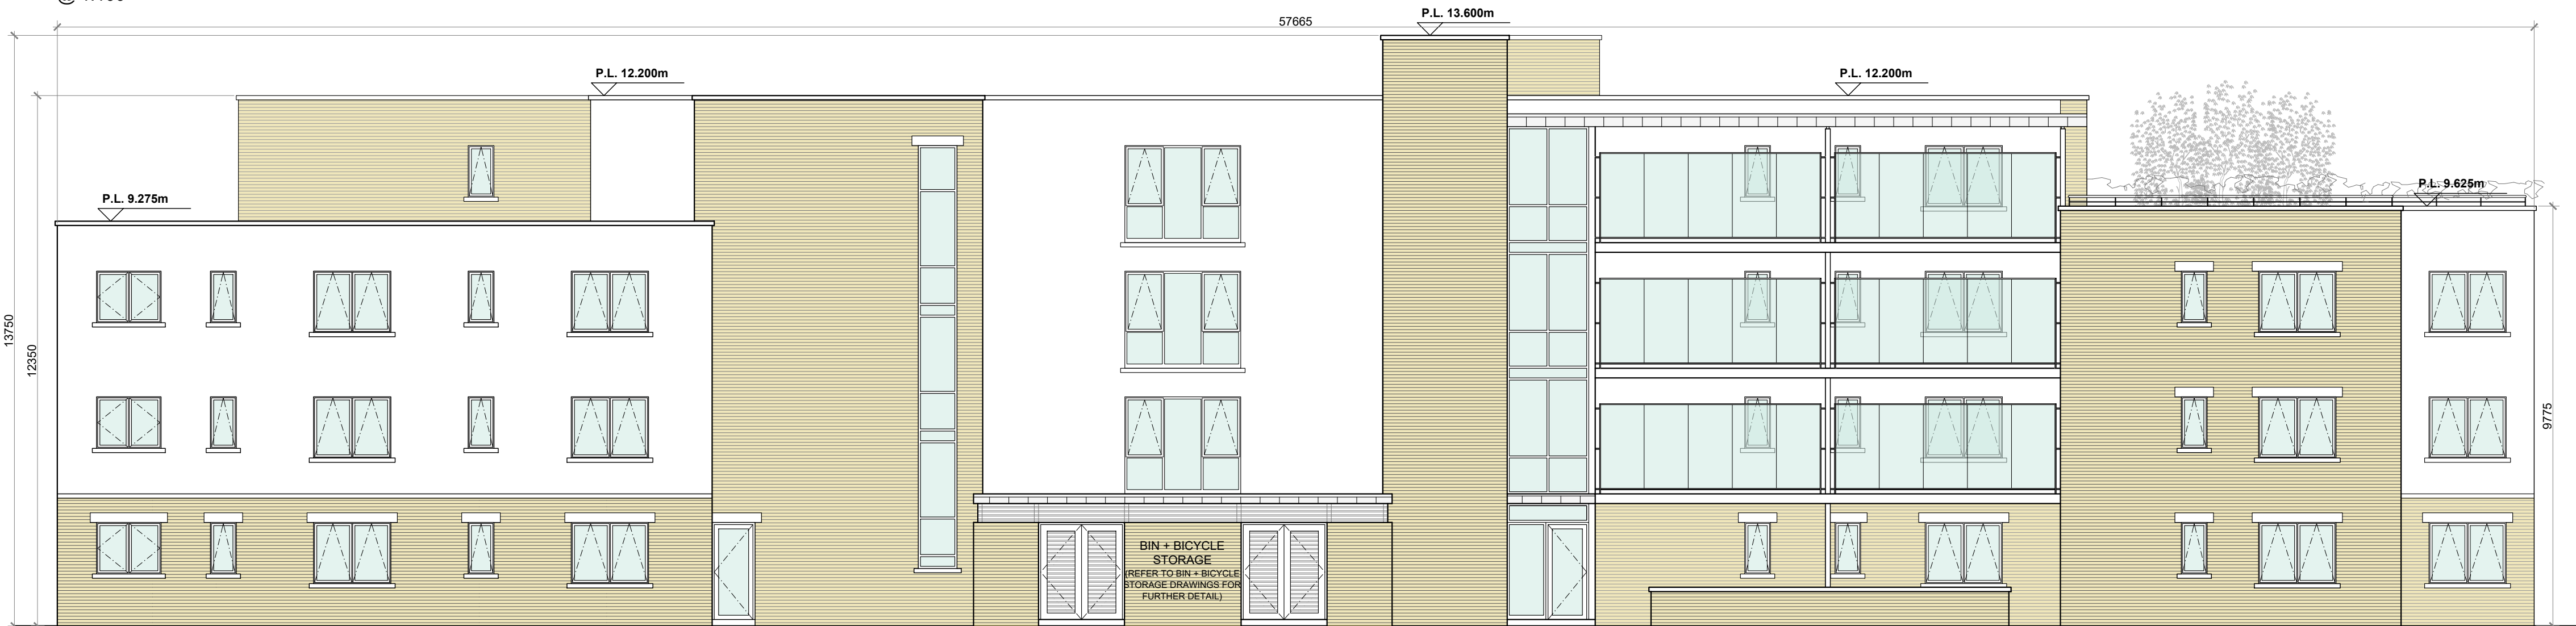 57665
P.L. 13.600m
P.L. 12.200m
P.L. 12.200m
P.L. 9.275m
P.L. 9.625m
13750
12350
9775
BIN + BICYCLE
STORAGE
(REFER TO BIN + BICYCLE
STORAGE DRAWINGS FOR
FURTHER DETAIL)